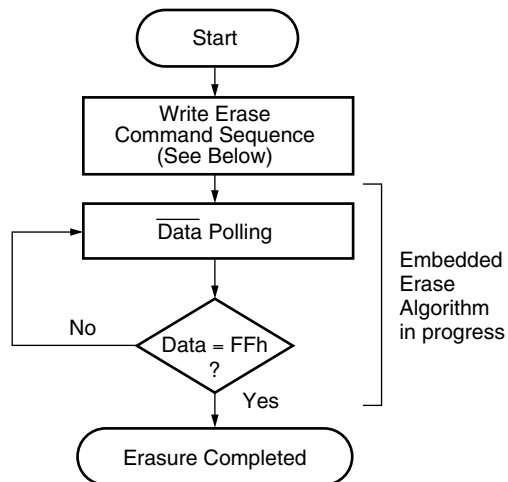 Start
Write Erase
Command Sequence
(See Below)
Data Polling
Embedded
Erase
Algorithm
in progress
No
Data = FFh
?
Yes
Erasure Completed